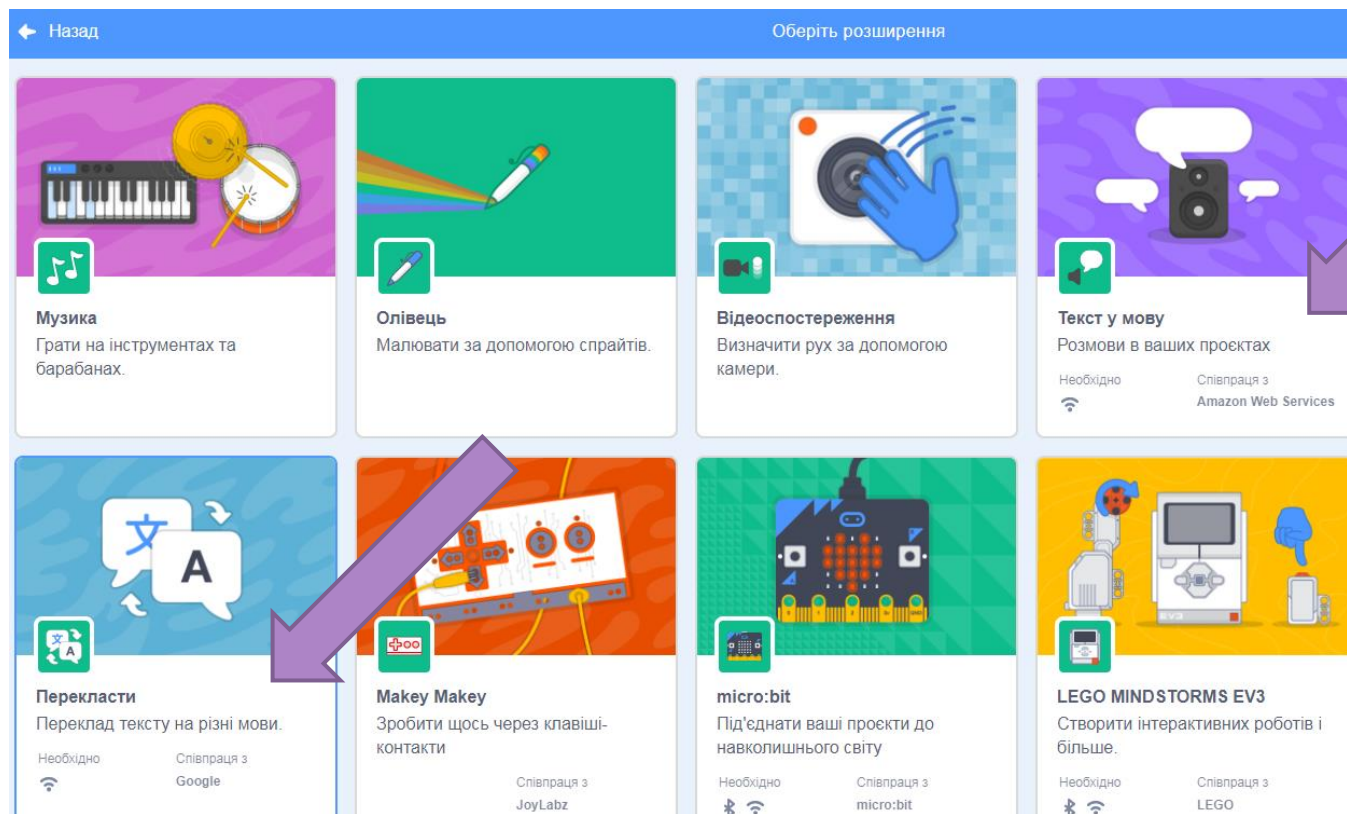 Назад
Оберіть розширення
Музика
Грати на інструментах та
барабанах.
Олівець
Малювати за допомогою спрайтів.
Відеоспостереження
Визначити рух за допомогою
камери.
Текст у мову
Розмови в ваших проєктах
Необхідно
Співпраця з
Amazon Web Services
文
A
Перекласти
Переклад тексту на різні мови.
Необхідно
Співпраця з
Google
Makey Makey
Зробити щось через клавіші-
контакти
Співпраця з
JoyLabz
micro:bit
Під'єднати ваші проєкти до
навколишнього світу
Необхідно
Співпраця з
micro:bit
EV3
LEGO MINDSTORMS EV3
Створити інтерактивних роботів і
більше.
Необхідно
Співпраця з
LEGO